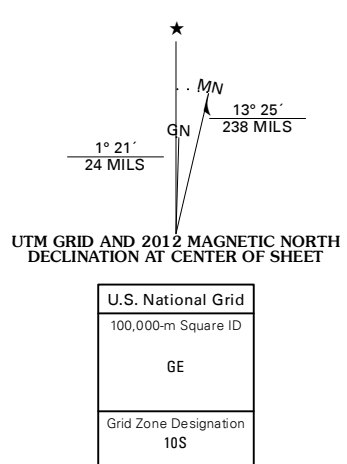 ★
MN
13° 25´
238 MILS
GN
1° 21´
24 MILS
UTM GRID AND 2012 MAGNETIC NORTH
DECLINATION AT CENTER OF SHEET
U.S. National Grid
100,000-m Square ID
GE
Grid Zone Designation
10S